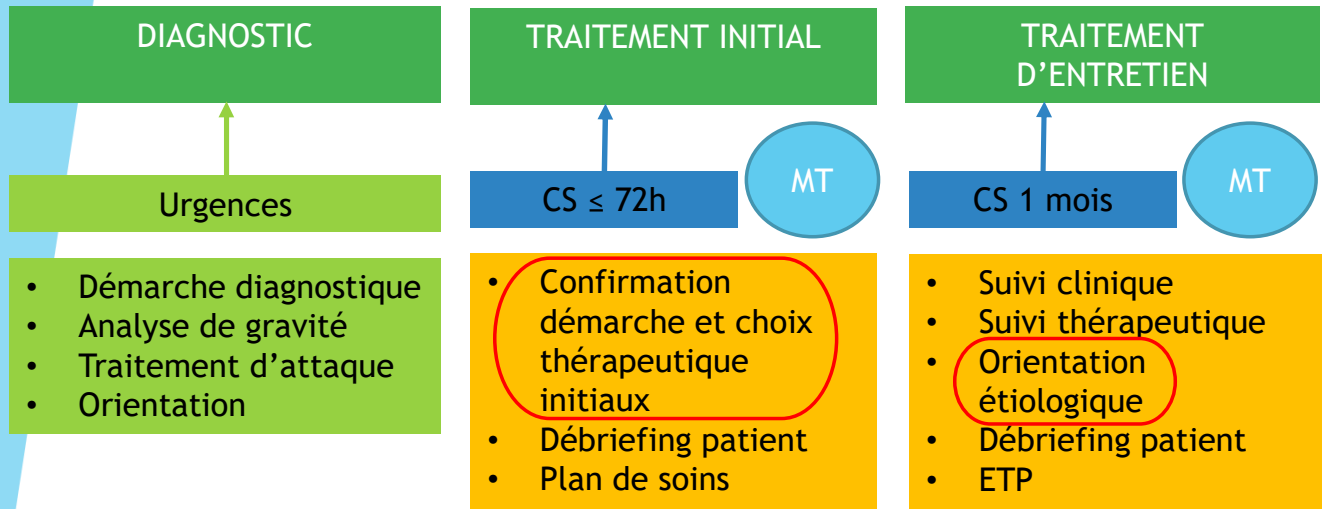 DIAGNOSTIC
Urgences
• Démarche diagnostique
• Analyse de gravité
• Traitement d’attaque
• Orientation
TRAITEMENT INITIAL
CS ≤ 72h
MT
• Confirmation
démarche et choix
thérapeutique
initiaux
• Débriefing patient
• Plan de soins
TRAITEMENT
D’ENTRETIEN
CS 1 mois
MT
• Suivi clinique
• Suivi thérapeutique
• Orientation
étiologique
• Débriefing patient
• ETP